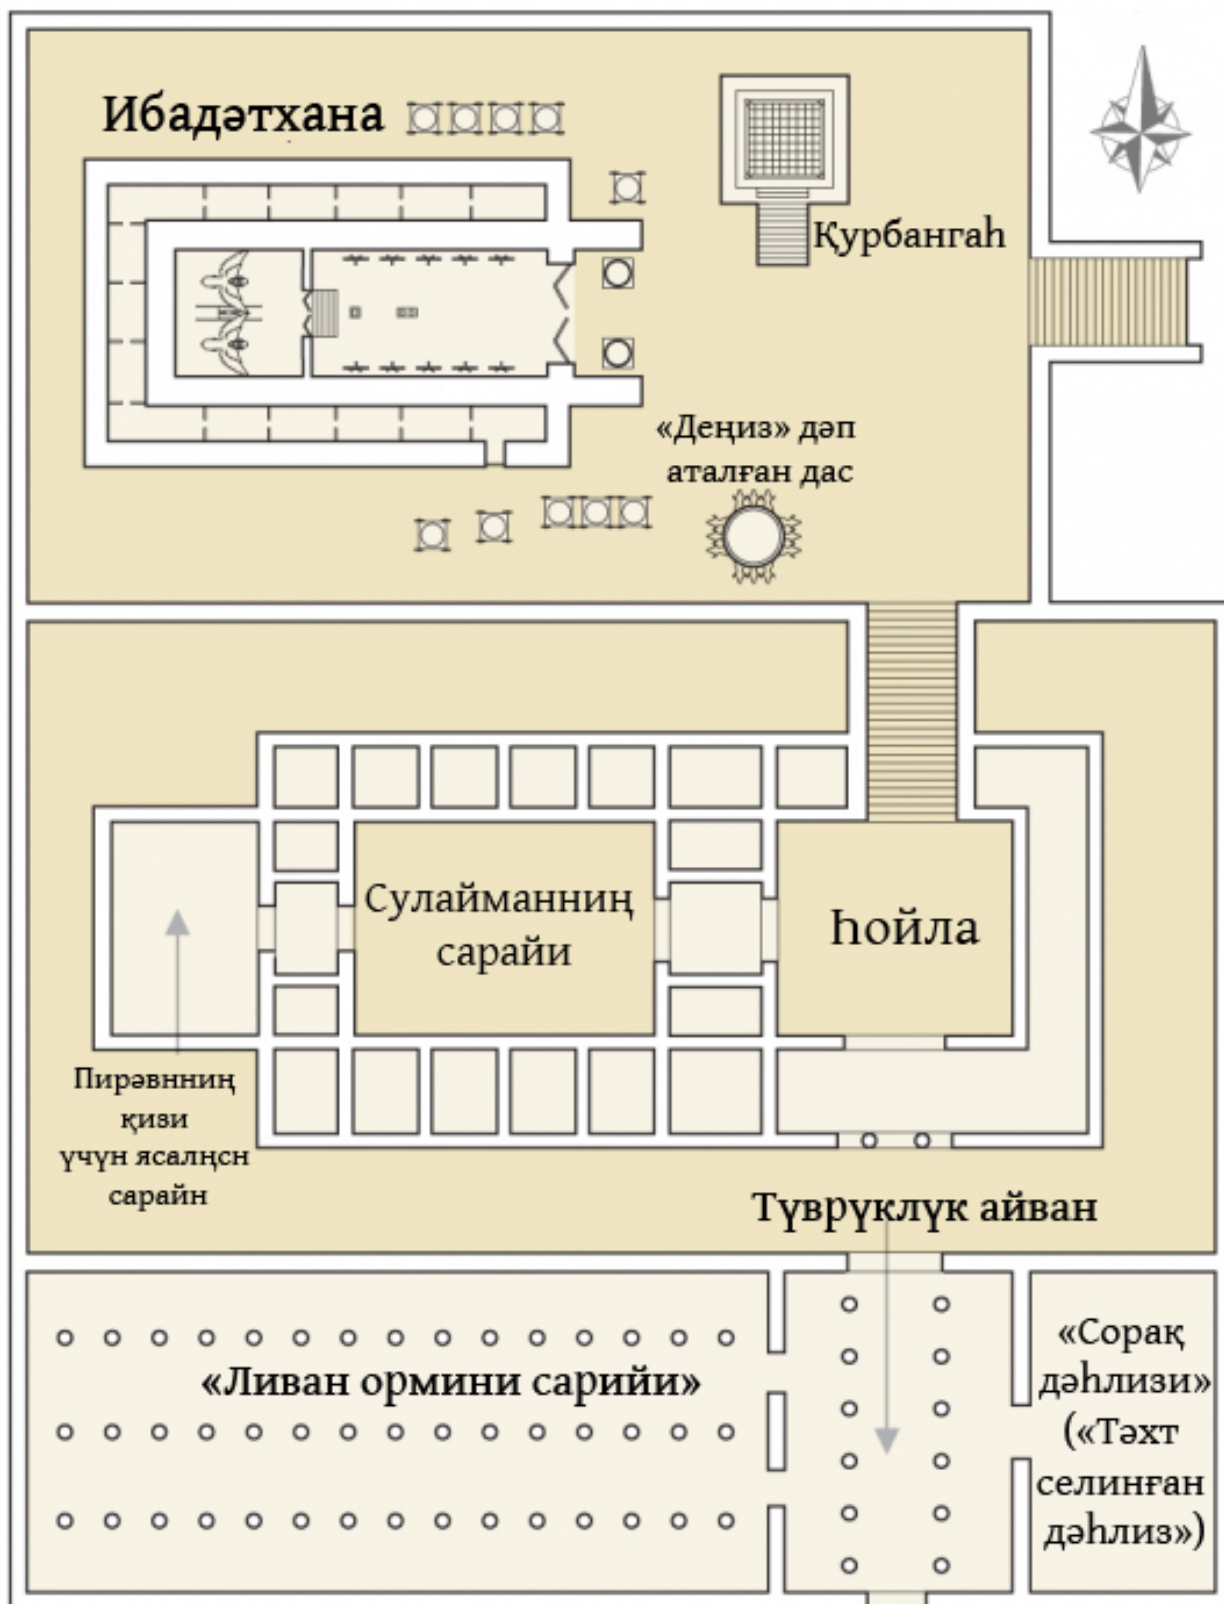 Ибадәтхана
Қурбангаһ
«Деңиз» дәп
аталған дас
Сулайманниң
сарайи
һойла
Пирәвнниң
қизи
үчүн ясалңсн
сарайн
Түврүклүк айван
«Ливан ормини сарийи»
«Сорақ
дәһлизи»
(«Тәхт
селинған
дәһлиз»)